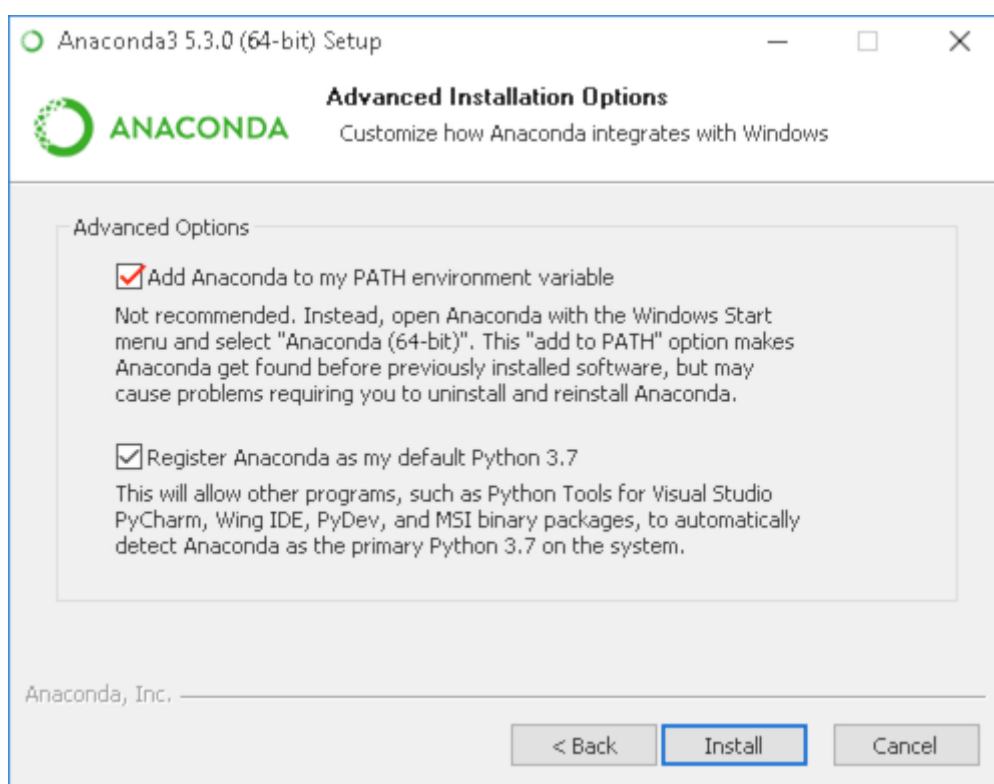 Anaconda3 5.3.0 (64-bit) Setup
ANACONDA
Advanced Installation Options
Customize how Anaconda integrates with Windows
Advanced Options
Add Anaconda to my PATH environment variable
Not recommended. Instead, open Anaconda with the Windows Start
menu and select "Anaconda (64-bit)". This "add to PATH" option makes
Anaconda get found before previously installed software, but may
cause problems requiring you to uninstall and reinstall Anaconda.
Register Anaconda as my default Python 3.7
This will allow other programs, such as Python Tools for Visual Studio
PyCharm, Wing IDE, PyDev, and MSI binary packages, to automatically
detect Anaconda as the primary Python 3.7 on the system.
Anaconda, Inc.
< Back
Install
Cancel